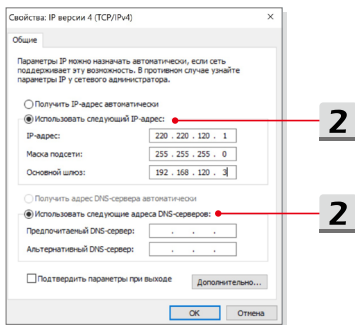 Свойства: IP версии 4 (TCP/IPv4)
×
Общие
Параметры IP можно назначать автоматически, если сеть
поддерживает эту возможность. В противном случае узнайте
параметры IP у сетевого администратора.
Получить IP-адрес автоматически
Использовать следующий IP-адрес:
2
IP-адрес: 220 . 220 . 120 . 1
Маска подсети: 255 . 255 . 255 . 0
Основной шлюз: 192 . 168 . 120 . 3
Получить адрес DNS-сервера автоматически
Использовать следующие адреса DNS-серверов:
2
Предпочитаемый DNS-сервер: . . .
Альтернативный DNS-сервер: . . .
Подтвердить параметры при выходе
Дополнительно...
OK Отмена